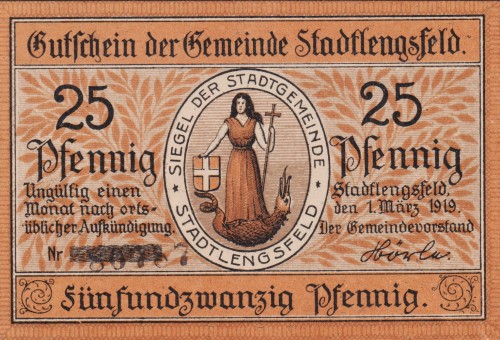 Gutschein der Gemeinde Stadtlengsfeld.
25
Pfennig
Ungültig einen
Monat nach orts-
üblicher Aufkündigung.
Nr
SIEGEL DER STADTGEMEINDE
* STADTLENGSFELD *
25
Pfennig
Stadtlengsfeld,
den 1. März 1919.
Der Gemeindevorstand
Hörle.
Fünfundzwanzig Pfennig.